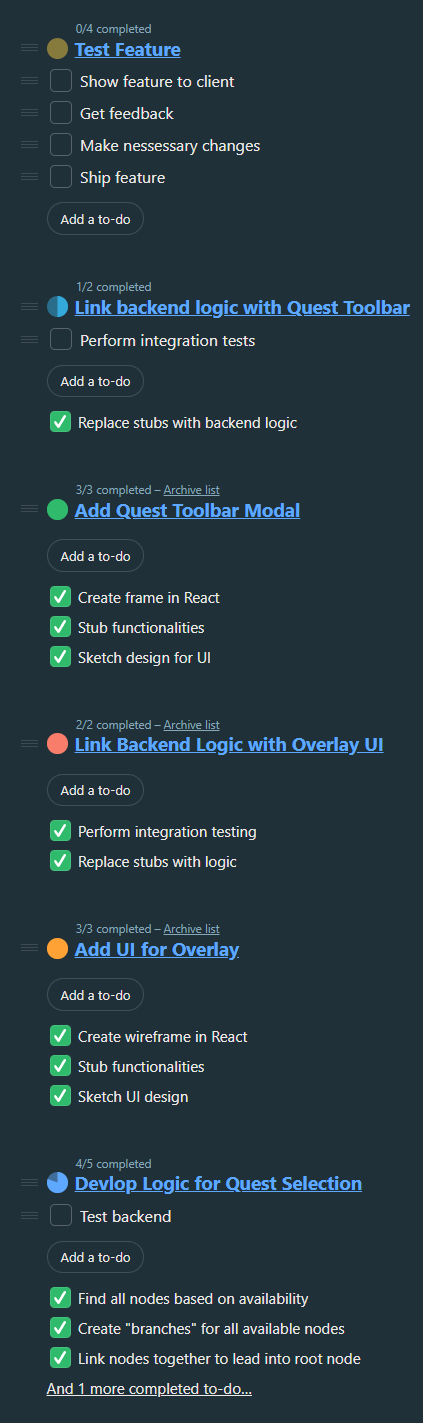 0/4 completed
Test Feature
Show feature to client
Get feedback
Make nessessary changes
Ship feature
Add a to-do
1/2 completed
Link backend logic with Quest Toolbar
Perform integration tests
Add a to-do
Replace stubs with backend logic
3/3 completed – Archive list
Add Quest Toolbar Modal
Add a to-do
Create frame in React
Stub functionalities
Sketch design for UI
2/2 completed – Archive list
Link Backend Logic with Overlay UI
Add a to-do
Perform integration testing
Replace stubs with logic
3/3 completed – Archive list
Add UI for Overlay
Add a to-do
Create wireframe in React
Stub functionalities
Sketch UI design
4/5 completed
Devlop Logic for Quest Selection
Test backend
Add a to-do
Find all nodes based on availability
Create "branches" for all available nodes
Link nodes together to lead into root node
And 1 more completed to-do...